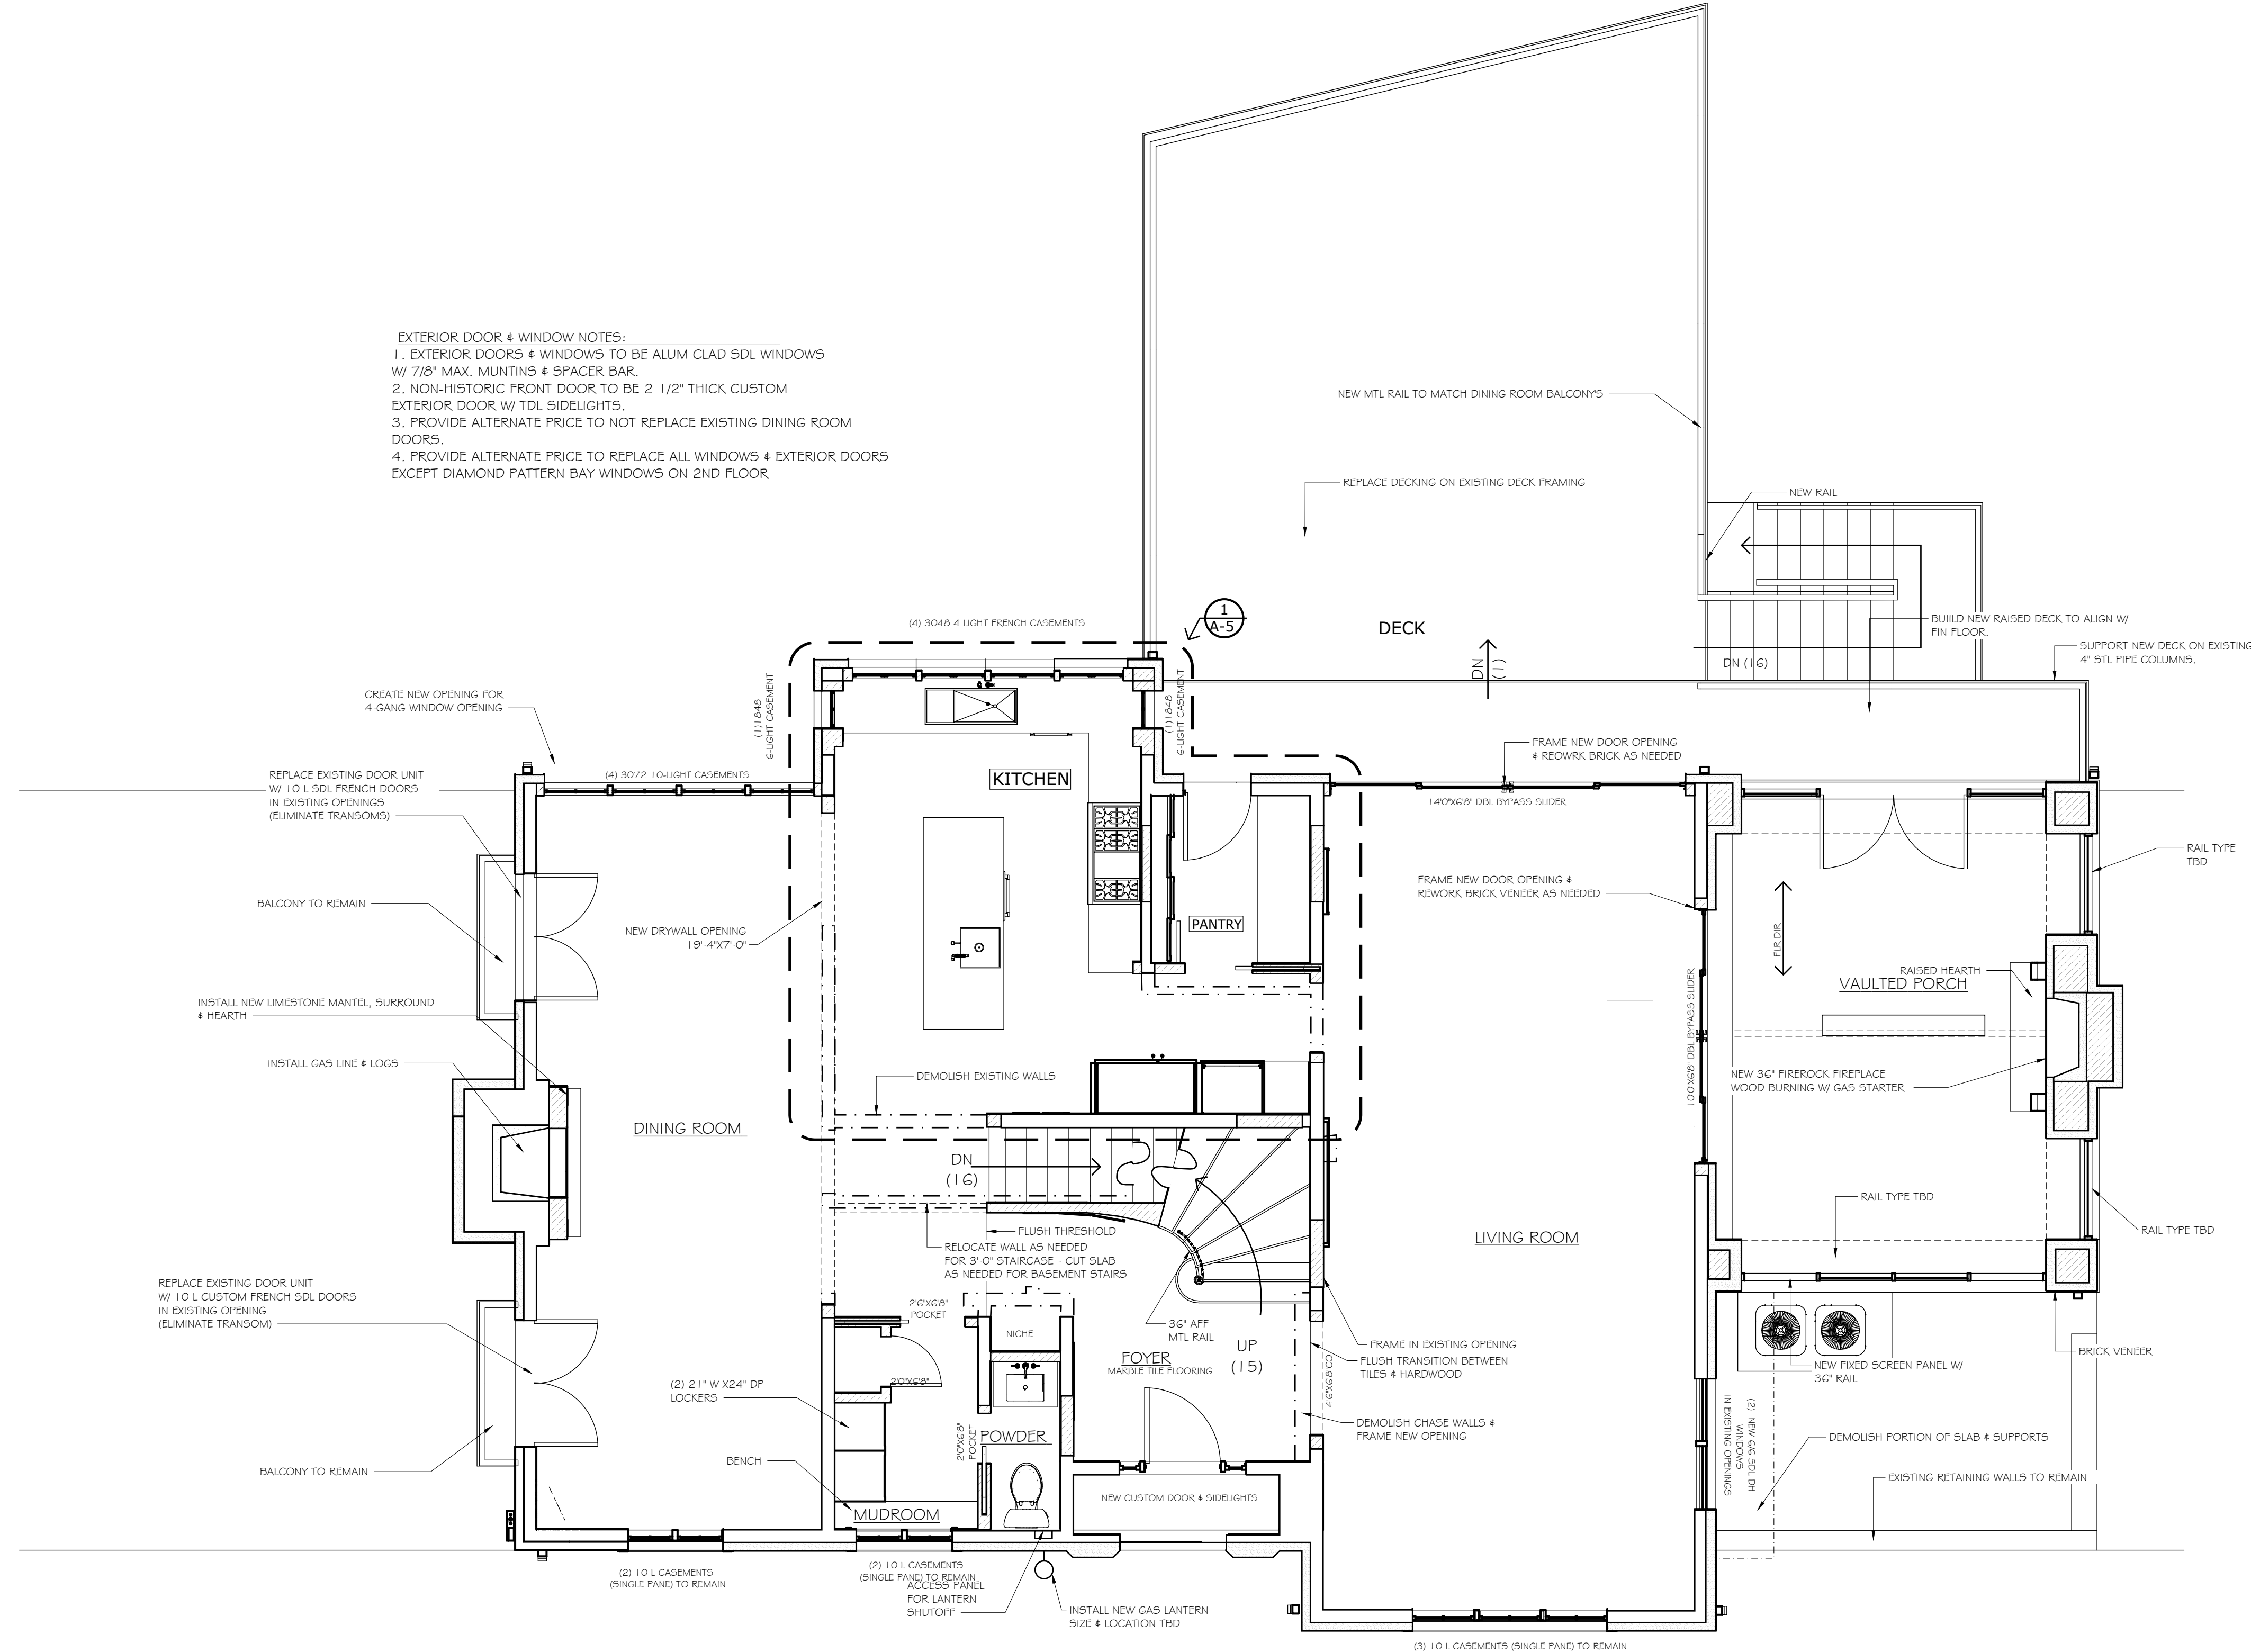 EXTERIOR DOOR & WINDOW NOTES:
1. EXTERIOR DOORS & WINDOWS TO BE ALUM CLAD SDL WINDOWS
W/ 7/8" MAX. MUNTINS & SPACER BAR.
2. NON-HISTORIC FRONT DOOR TO BE 2 1/2" THICK CUSTOM
EXTERIOR DOOR W/ TDL SIDELIGHTS.
3. PROVIDE ALTERNATE PRICE TO NOT REPLACE EXISTING DINING ROOM
DOORS.
4. PROVIDE ALTERNATE PRICE TO REPLACE ALL WINDOWS & EXTERIOR DOORS
EXCEPT DIAMOND PATTERN BAY WINDOWS ON 2ND FLOOR
NEW MTL RAIL TO MATCH DINING ROOM BALCONY'S
REPLACE DECKING ON EXISTING DECK FRAMING
NEW RAIL
1
A-5
(4) 3048 4 LIGHT FRENCH CASEMENTS
DECK
BUIILD NEW RAISED DECK TO ALIGN W/
FIN FLOOR.
SUPPORT NEW DECK ON EXISTING
4" STL PIPE COLUMNS.
DN (16)
DN
(1)
CREATE NEW OPENING FOR
4-GANG WINDOW OPENING
(1)1848
6-LIGHT CASEMENT
(1)1848
6-LIGHT CASEMENT
FRAME NEW DOOR OPENING
& REOWRK BRICK AS NEEDED
REPLACE EXISTING DOOR UNIT
W/ 10 L SDL FRENCH DOORS
IN EXISTING OPENINGS
(ELIMINATE TRANSOMS)
(4) 3072 10-LIGHT CASEMENTS
KITCHEN
14'0"X6'8" DBL BYPASS SLIDER
RAIL TYPE
TBD
FRAME NEW DOOR OPENING &
REWORK BRICK VENEER AS NEEDED
BALCONY TO REMAIN
NEW DRYWALL OPENING
19'-4"X7'-0"
PANTRY
FLR DIR
RAISED HEARTH
VAULTED PORCH
INSTALL NEW LIMESTONE MANTEL, SURROUND
& HEARTH
10'0"X6'8" DBL BYPASS SLIDER
INSTALL GAS LINE & LOGS
DEMOLISH EXISTING WALLS
NEW 36" FIREROCK FIREPLACE
WOOD BURNING W/ GAS STARTER
DINING ROOM
DN
(16)
RAIL TYPE TBD
RAIL TYPE TBD
FLUSH THRESHOLD
LIVING ROOM
RELOCATE WALL AS NEEDED
FOR 3'-0" STAIRCASE - CUT SLAB
AS NEEDED FOR BASEMENT STAIRS
REPLACE EXISTING DOOR UNIT
W/ 10 L CUSTOM FRENCH SDL DOORS
IN EXISTING OPENING
(ELIMINATE TRANSOM)
2'6"X6'8"
POCKET
NICHE
36" AFF
MTL RAIL
UP
(15)
FRAME IN EXISTING OPENING
FLUSH TRANSITION BETWEEN
TILES & HARDWOOD
FOYER
MARBLE TILE FLOORING
BRICK VENEER
NEW FIXED SCREEN PANEL W/
36" RAIL
(2) 21" W X24" DP
LOCKERS
2'0"X6'8"
4'6"X6'8"CO
DEMOLISH CHASE WALLS &
FRAME NEW OPENING
(2) NEW 6/6 SDL DH
WINDOWS
IN EXISTING OPENINGS
2'0"X6'8"
POCKET
POWDER
DEMOLISH PORTION OF SLAB & SUPPORTS
BENCH
BALCONY TO REMAIN
EXISTING RETAINING WALLS TO REMAIN
NEW CUSTOM DOOR & SIDELIGHTS
MUDROOM
(2) 10 L CASEMENTS
(SINGLE PANE) TO REMAIN
(2) 10 L CASEMENTS
(SINGLE PANE) TO REMAIN
ACCESS PANEL
FOR LANTERN
SHUTOFF
INSTALL NEW GAS LANTERN
SIZE & LOCATION TBD
(3) 10 L CASEMENTS (SINGLE PANE) TO REMAIN